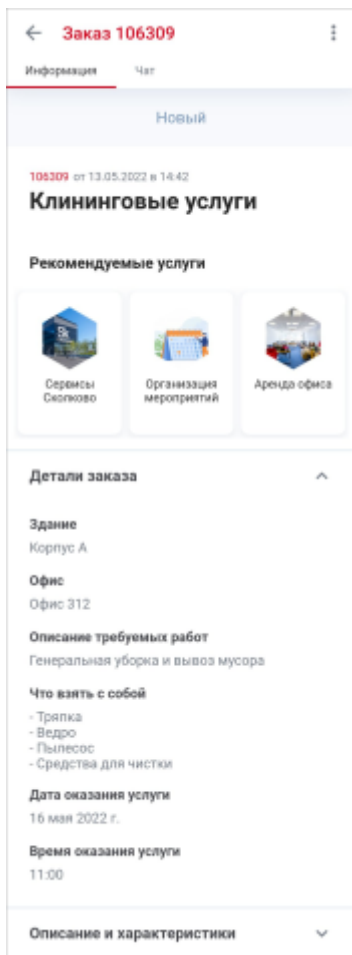 Заказ 106309
Информация
Чат
Новый
106309 от 13.05.2022 в 14:42
Клининговые услуги
Рекомендуемые услуги
Sk
Сервисы
Сколково
Организация
мероприятий
Аренда офиса
Детали заказа
Здание
Корпус А
Офис
Офис 312
Описание требуемых работ
Генеральная уборка и вывоз мусора
Что взять с собой
- Тряпка
- Ведро
- Пылесос
- Средства для чистки
Дата оказания услуги
16 мая 2022 г.
Время оказания услуги
11:00
Описание и характеристики